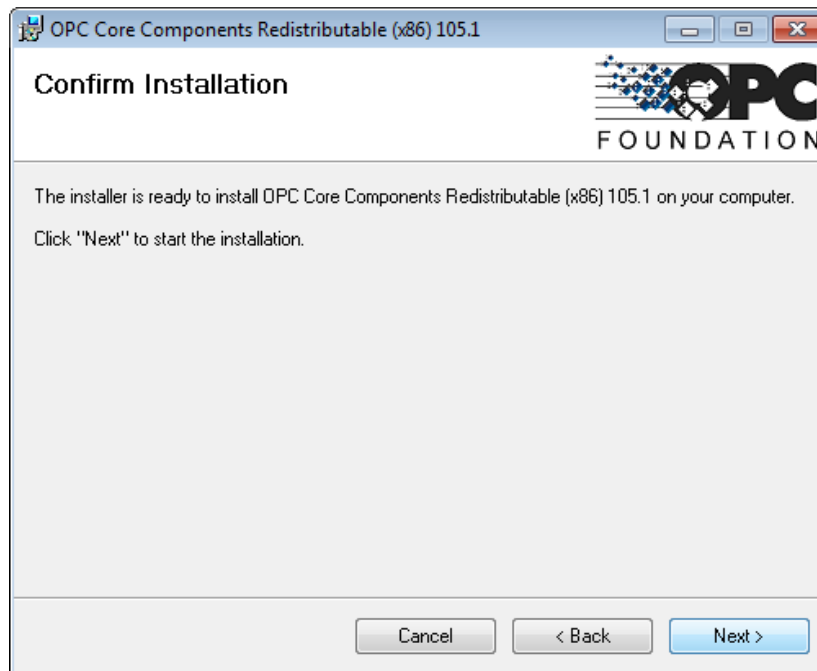 OPC Core Components Redistributable (x86) 105.1
Confirm Installation
OPC
FOUNDATION
The installer is ready to install OPC Core Components Redistributable (x86) 105.1 on your computer.
Click "Next" to start the installation.
Cancel
< Back
Next >